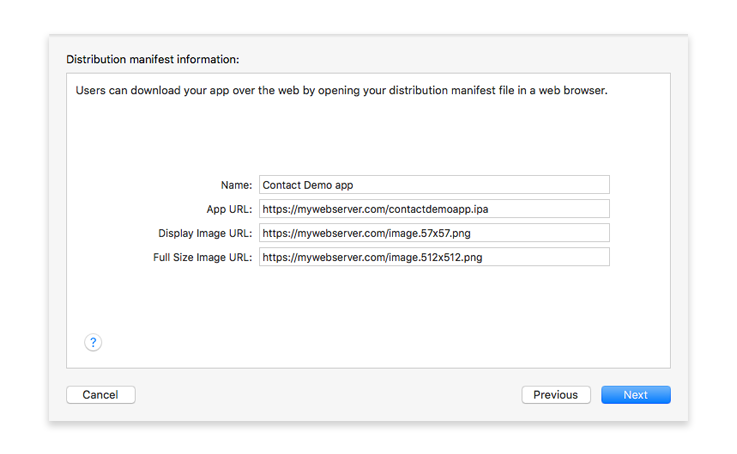 Distribution manifest information:
Users can download your app over the web by opening your distribution manifest file in a web browser.
Name: Contact Demo app
App URL: https://mywebserver.com/contactdemoapp.ipa
Display Image URL: https://mywebserver.com/image.57x57.png
Full Size Image URL: https://mywebserver.com/image.512x512.png
?
Cancel Previous Next